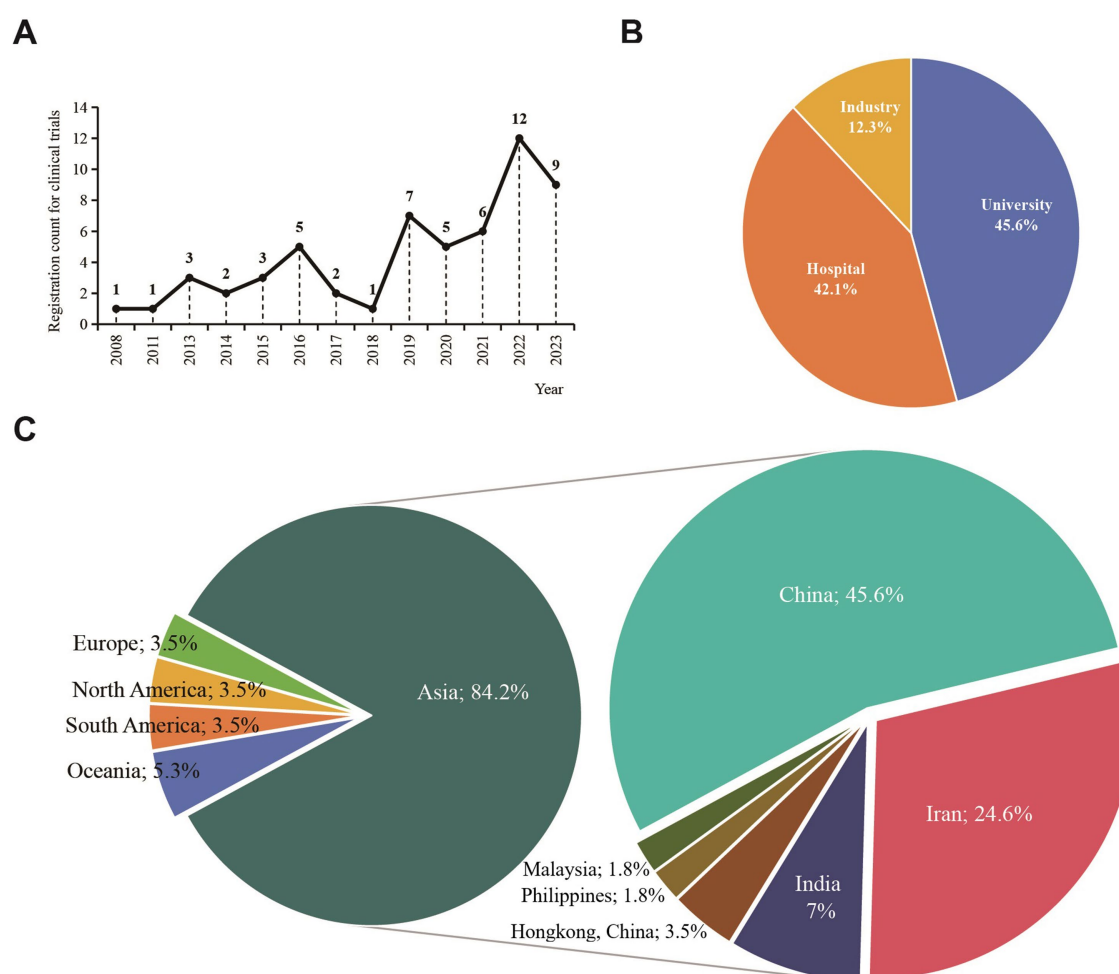 A
Registration count for clinical trials
14
12
10
8
6
4
2
0
1
1
3
2
3
5
2
1
7
5
6
12
9
2008
2011
2013
2014
2015
2016
2017
2018
2019
2020
2021
2022
2023
Year
B
Industry
12.3%
University
45.6%
Hospital
42.1%
C
Europe; 3.5%
North America; 3.5%
South America; 3.5%
Oceania; 5.3%
Asia; 84.2%
China; 45.6%
Iran; 24.6%
India
7%
Malaysia; 1.8%
Philippines; 1.8%
Hongkong, China; 3.5%